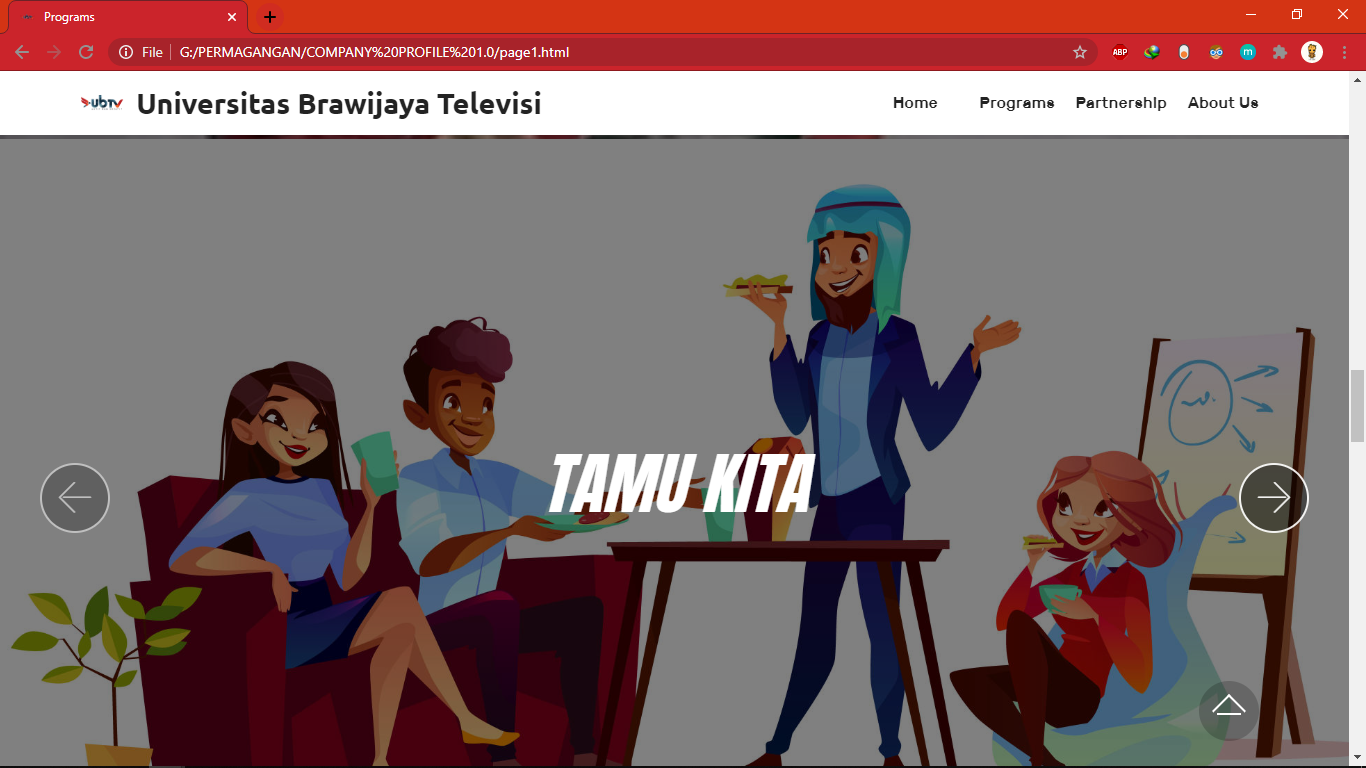 Programs
File
G:/PERMAGANGAN/COMPANY%20PROFILE%201.0/page1.html
ABP
m
UBTV
Universitas Brawijaya Televisi
Home
Programs
Partnership
About Us
TAMU KITA